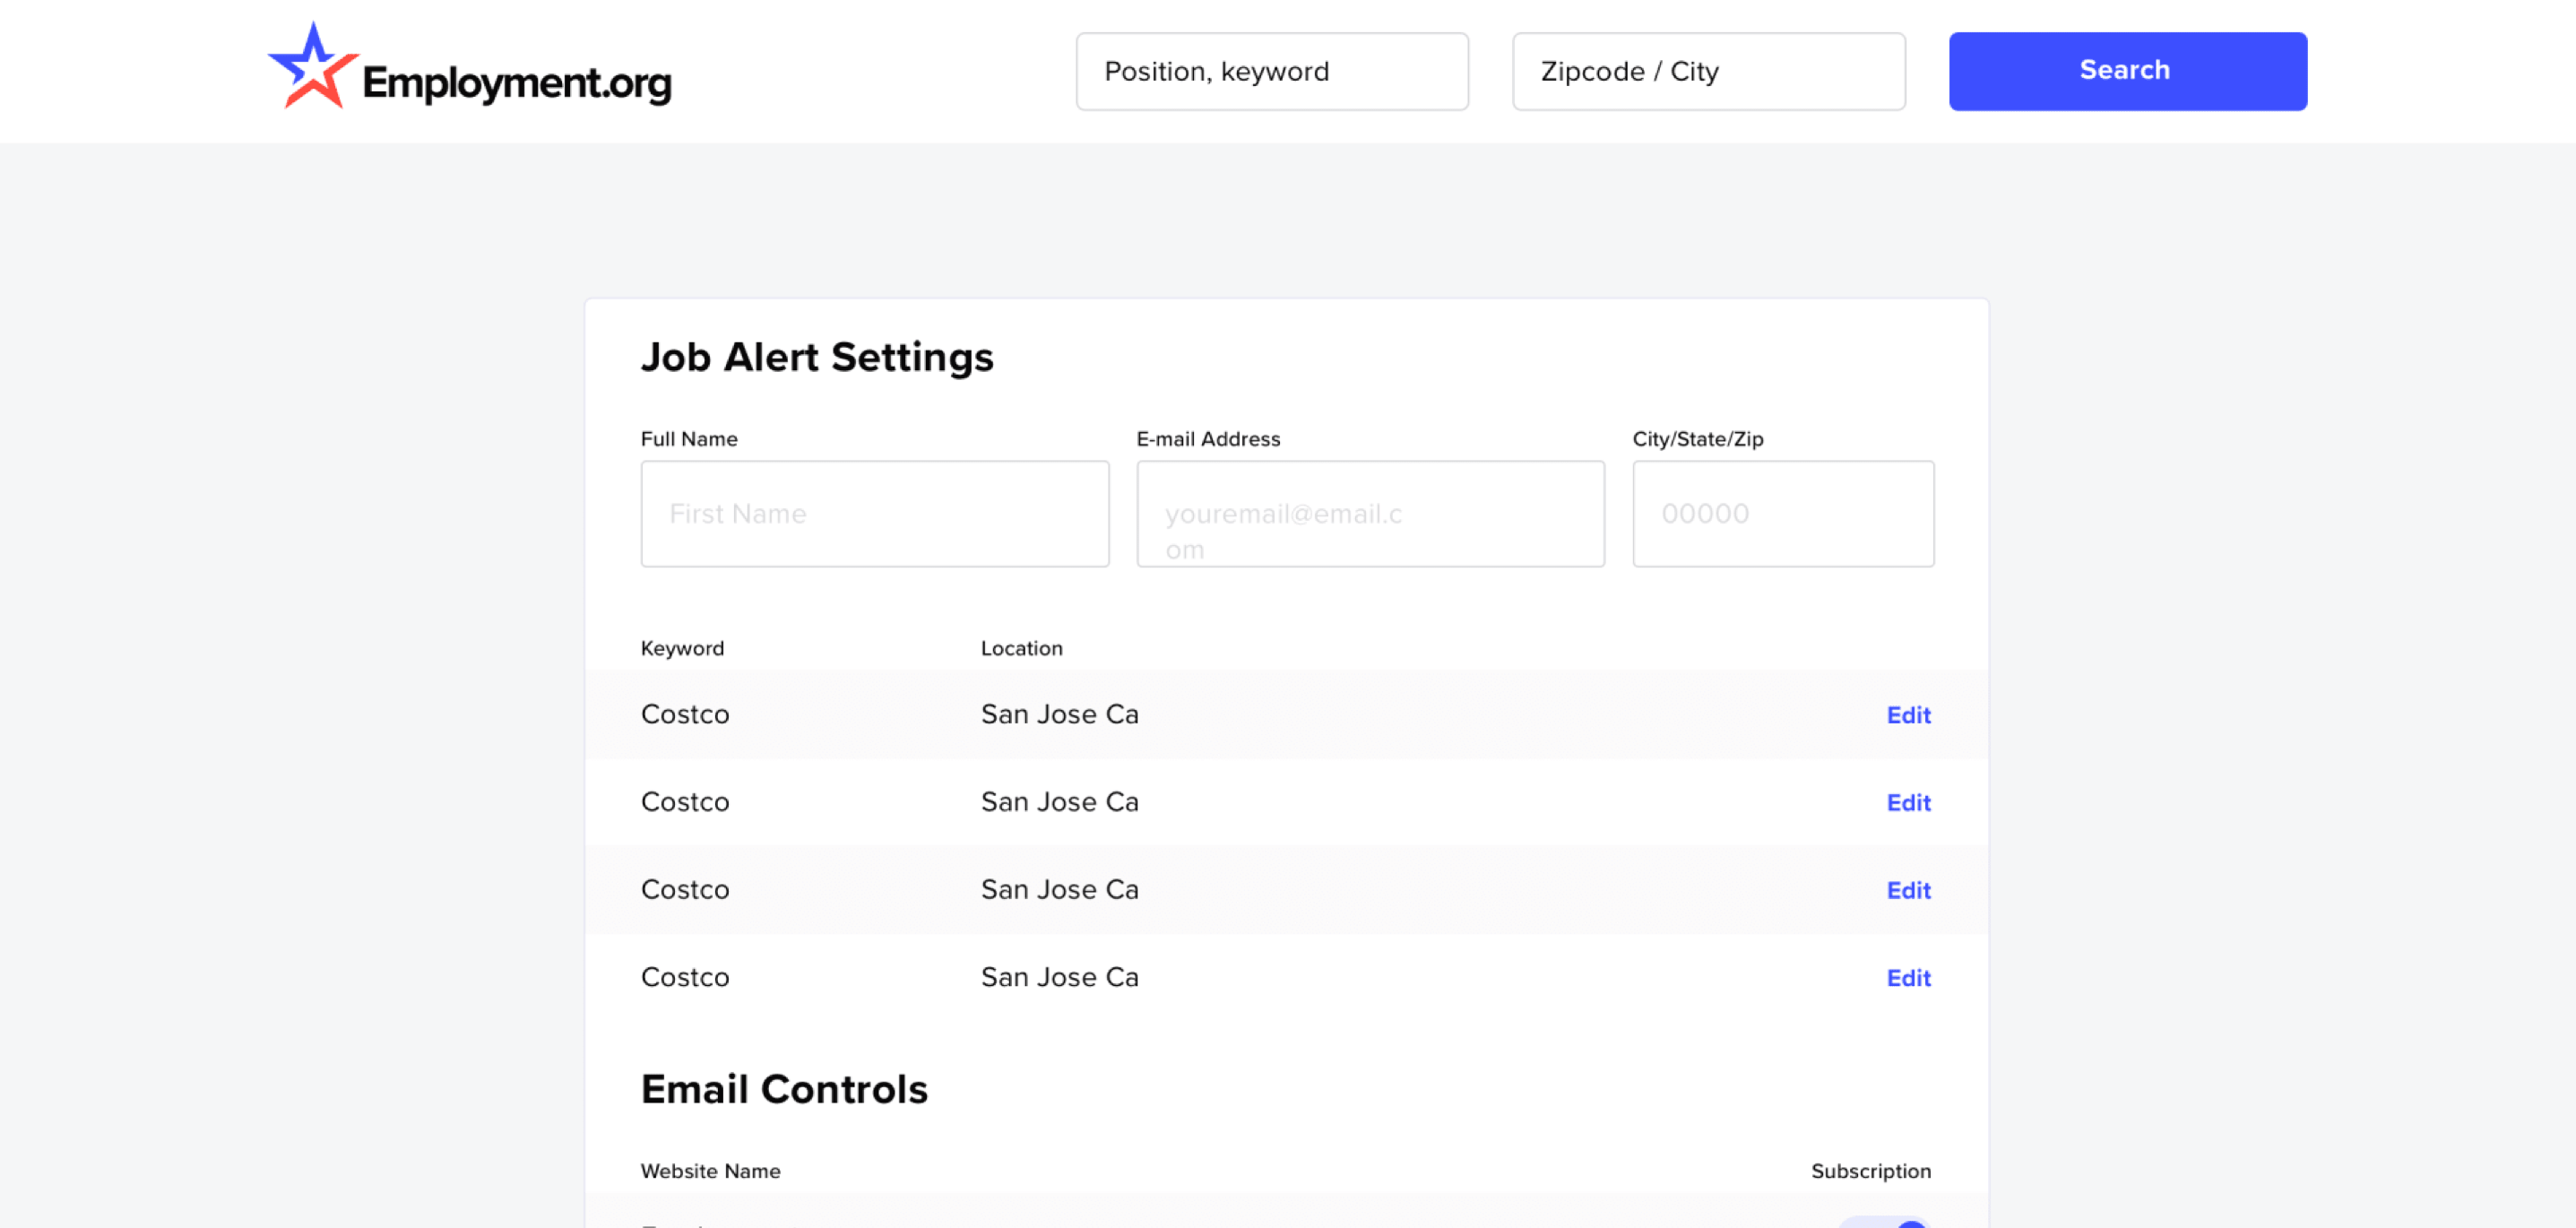 Employment.org
Position, keyword
Zipcode / City
Search
Job Alert Settings
Full Name
E-mail Address
City/State/Zip
First Name
youremail@email.c
om
00000
Keyword
Location
Costco
San Jose Ca
Edit
Costco
San Jose Ca
Edit
Costco
San Jose Ca
Edit
Costco
San Jose Ca
Edit
Email Controls
Website Name
Subscription